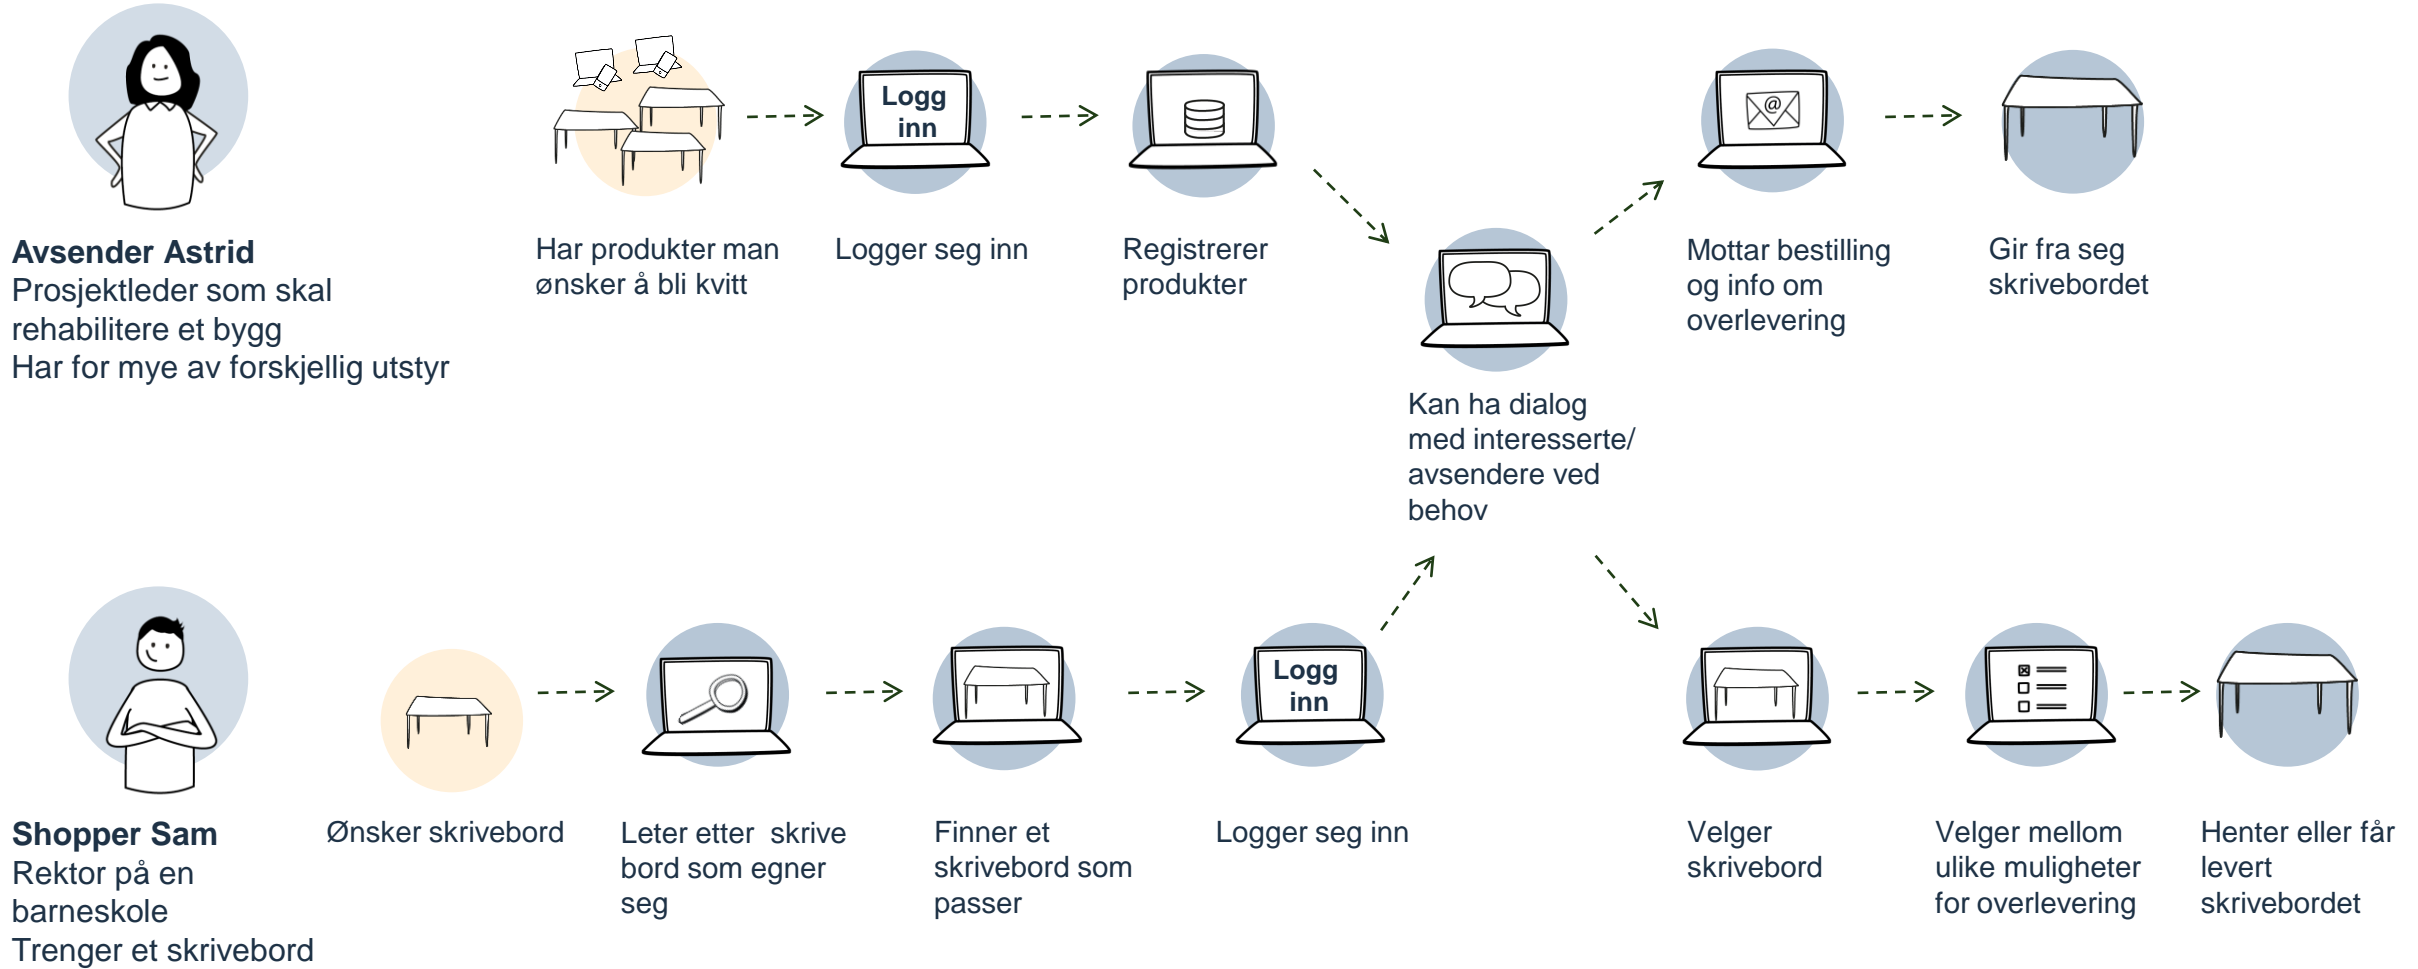 Logg
inn
Avsender Astrid
Prosjektleder som skal
rehabilitere et bygg
Har for mye av forskjellig utstyr
Har produkter man
ønsker å bli kvitt
Logger seg inn
Registrerer
produkter
Kan ha dialog
med interesserte/
avsendere ved
behov
@
Mottar bestilling
og info om
overlevering
Gir fra seg
skrivebordet
Shopper Sam
Rektor på en
barneskole
Trenger et skrivebord
Ønsker skrivebord
Leter etter  skrive
bord som egner
seg
Finner et
skrivebord som
passer
Logg
inn
Logger seg inn
Velger
skrivebord
Velger mellom
ulike muligheter
for overlevering
Henter eller får
levert
skrivebordet